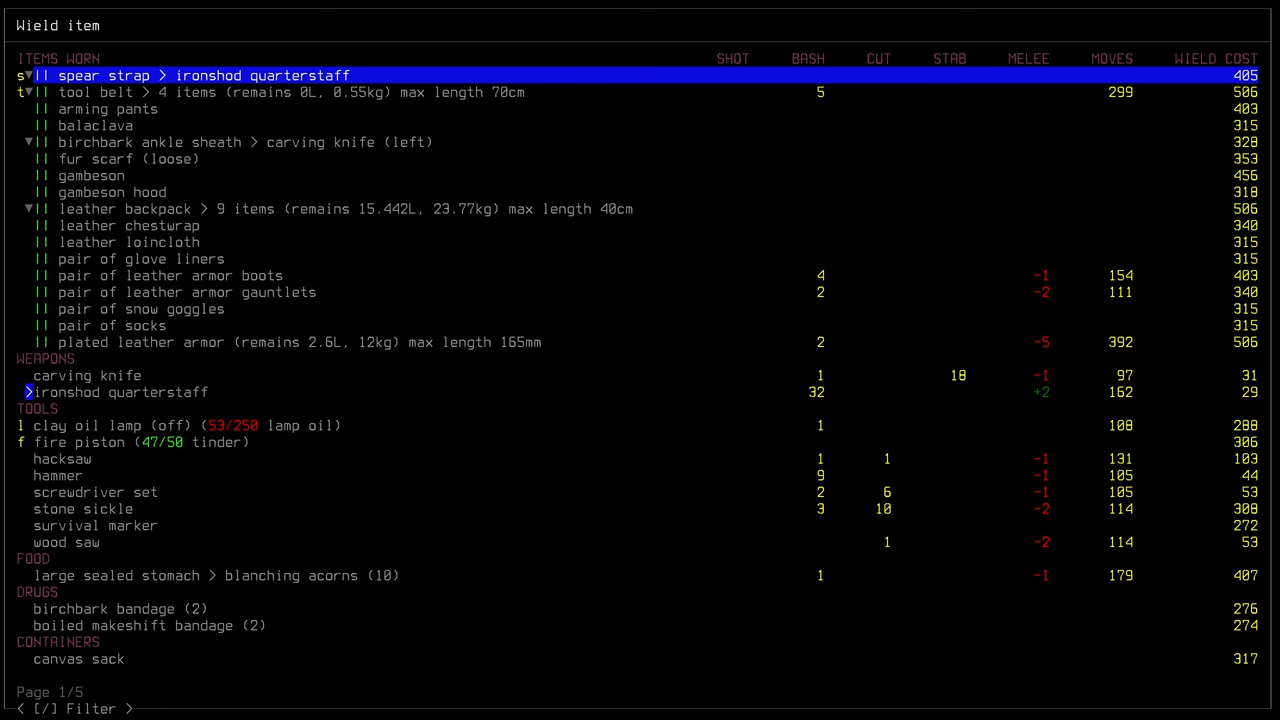 Wield item
ITEMS WORN SHOT BASH CUT STAB MELEE MOVES WIELD COST
s▼|| spear strap > ironshod quarterstaff 405
t▼|| tool belt > 4 items (remains 0L, 0.55kg) max length 70cm 5 299 506
|| arming pants 403
|| balaclava 315
▼|| birchbark ankle sheath > carving knife (left) 328
|| fur scarf (loose) 353
|| gambeson 456
|| gambeson hood 318
▼|| leather backpack > 9 items (remains 15.442L, 23.77kg) max length 40cm 506
|| leather chestwrap 340
|| leather loincloth 315
|| pair of glove liners 315
|| pair of leather armor boots 4 -1 154 403
|| pair of leather armor gauntlets 2 -2 111 340
|| pair of snow goggles 315
|| pair of socks 315
|| plated leather armor (remains 2.6L, 12kg) max length 165mm 2 -5 392 506
WEAPONS
carving knife 1 18 -1 97 31
>ironshod quarterstaff 32 +2 162 29
TOOLS
l clay oil lamp (off) (53/250 lamp oil) 1 108 288
f fire piston (47/50 tinder) 306
hacksaw 1 1 -1 131 103
hammer 9 -1 105 44
screwdriver set 2 6 -1 105 53
stone sickle 3 10 -2 114 308
survival marker 272
wood saw 1 -2 114 53
FOOD
large sealed stomach > blanching acorns (10) 1 -1 179 407
DRUGS
birchbark bandage (2) 276
boiled makeshift bandage (2) 274
CONTAINERS
canvas sack 317
Page 1/5
< [/] Filter >